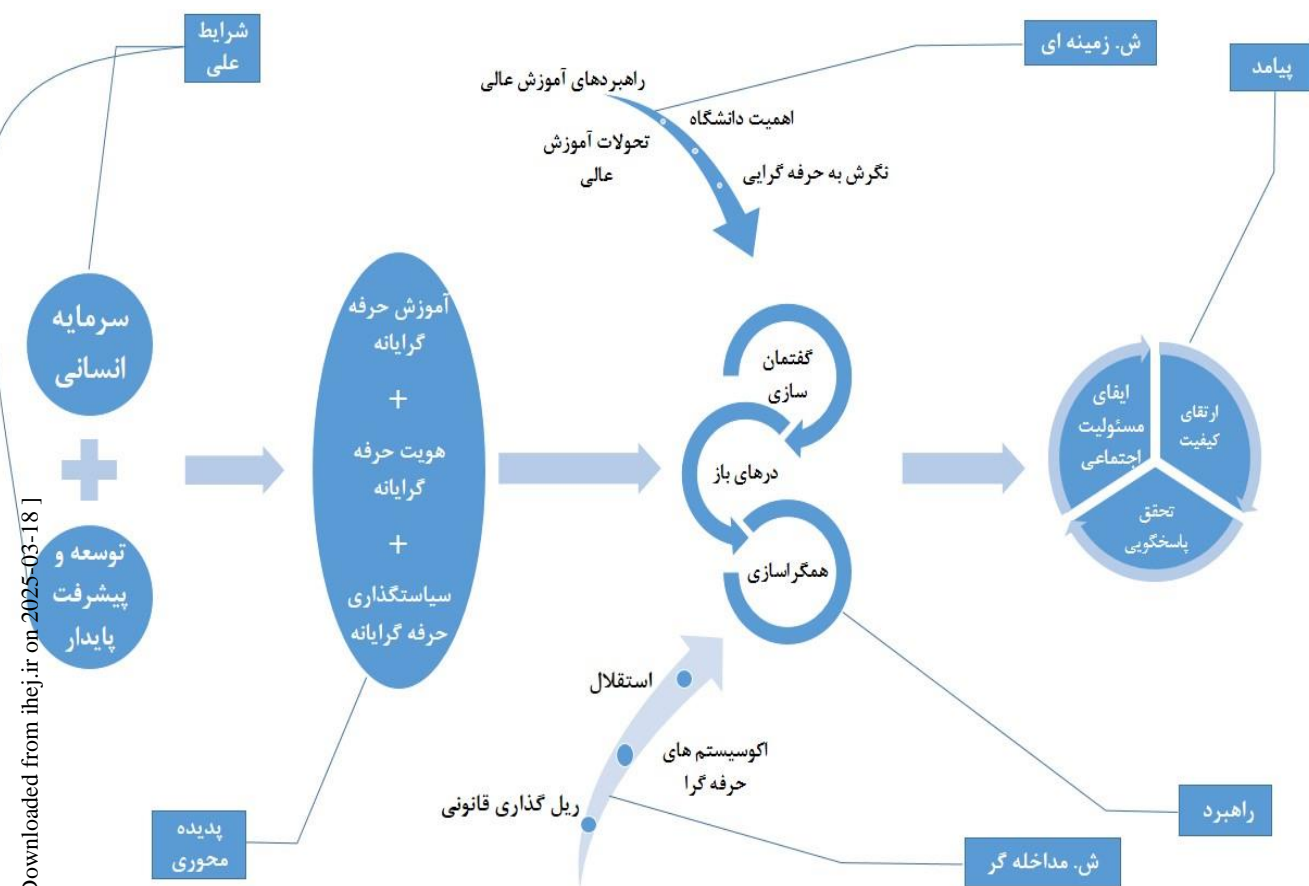 شرایط
علی
ش. زمینه ای
پیامد
راهبردهای آموزش عالی
اهمیت دانشگاه
تحولات آموزش
عالی
نگرش به حرفه گرایی
سرمایه
انسانی
توسعه و
پیشرفت
پایدار
آموزش حرفه
گرایانه
+
هویت حرفه
گرایانه
+
سیاستگذاری
حرفه گرایانه
گفتمان
سازی
درهای باز
همگراسازی
ایفای
مسئولیت
اجتماعی
ارتقای
کیفیت
تحقق
پاسخگویی
استقلال
اکوسیستم های
حرفه گرا
ریل گذاری قانونی
پدیده
محوری
راهبرد
ش. مداخله گر
Downloaded from ihej.ir on 2025-03-18 ]